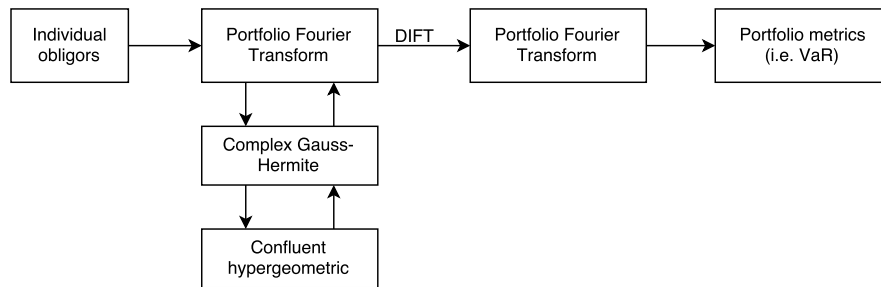 Individual
obligors
Portfolio Fourier
Transform
DIFT
Portfolio Fourier
Transform
Portfolio metrics
(i.e. VaR)
Complex Gauss-
Hermite
Confluent
hypergeometric